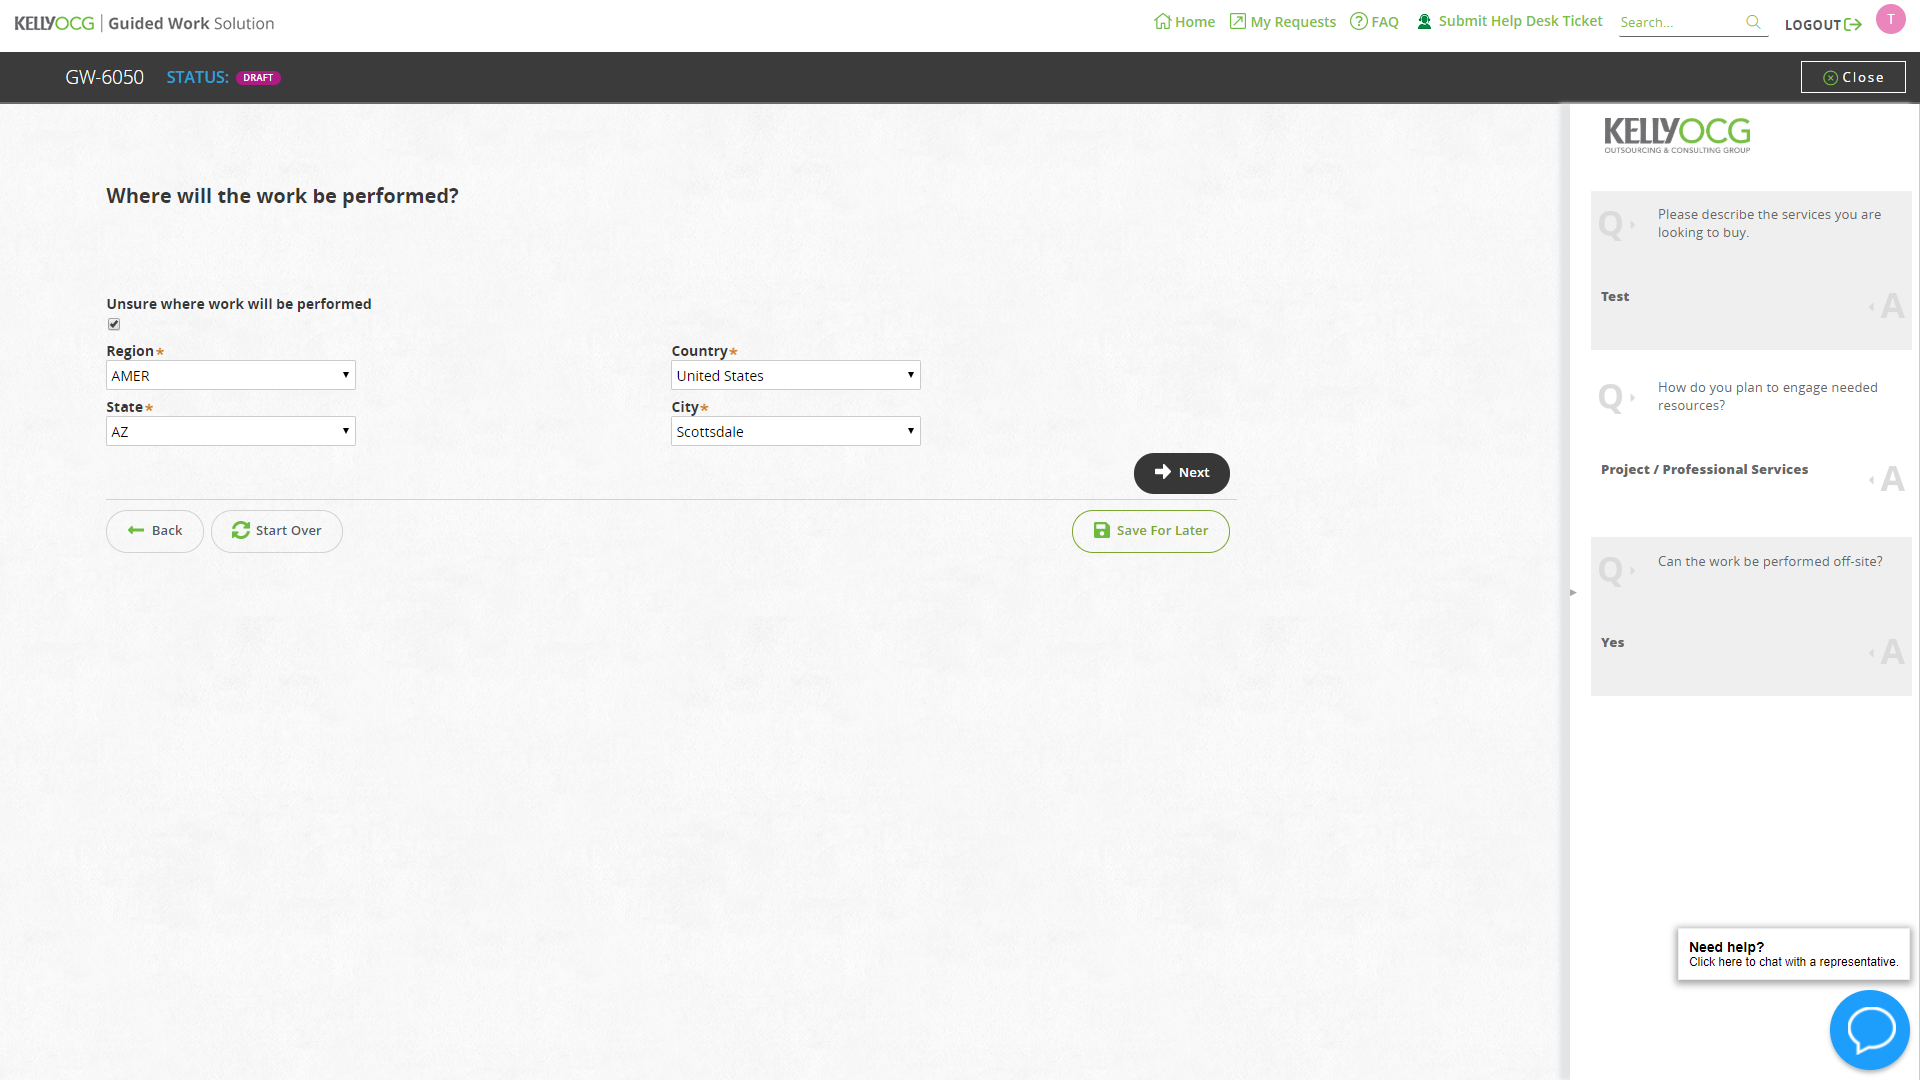 KELLYOCG | Guided Work Solution
Home
My Requests
FAQ
Submit Help Desk Ticket
Search...
LOGOUT
T
GW-6050
STATUS:
DRAFT
Close
Where will the work be performed?
Unsure where work will be performed
Region*
Country*
AMER
United States
State*
City*
AZ
Scottsdale
Next
Back
Start Over
Save For Later
KELLYOCG
OUTSOURCING & CONSULTING GROUP
Q
Please describe the services you are
looking to buy.
Test
A
Q
How do you plan to engage needed
resources?
Project / Professional Services
A
Q
Can the work be performed off-site?
Yes
A
Need help?
Click here to chat with a representative.